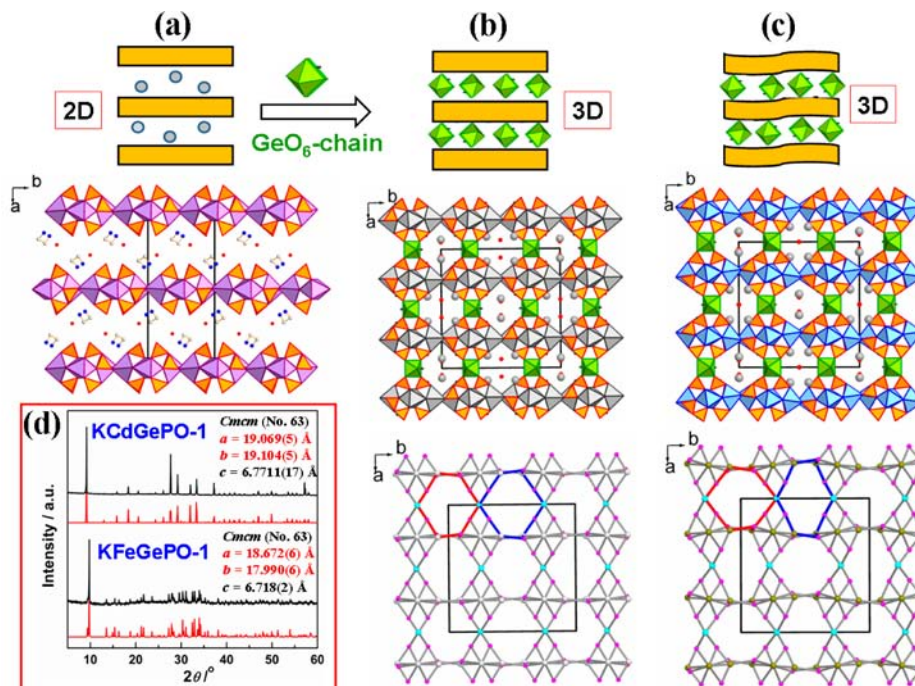 (a)
(b)
(c)
2D
GeO₆-chain
3D
3D
b
a
b
a
b
a
(d)
KCdGePO-1
Cmcm (No. 63)
a = 19.069(5) Å
b = 19.104(5) Å
c = 6.7711(17) Å
KFeGePO-1
Cmcm (No. 63)
a = 18.672(6) Å
b = 17.990(6) Å
c = 6.718(2) Å
Intensity / a.u.
10 20 30 40 50 60
2θ /°
b
a
b
a